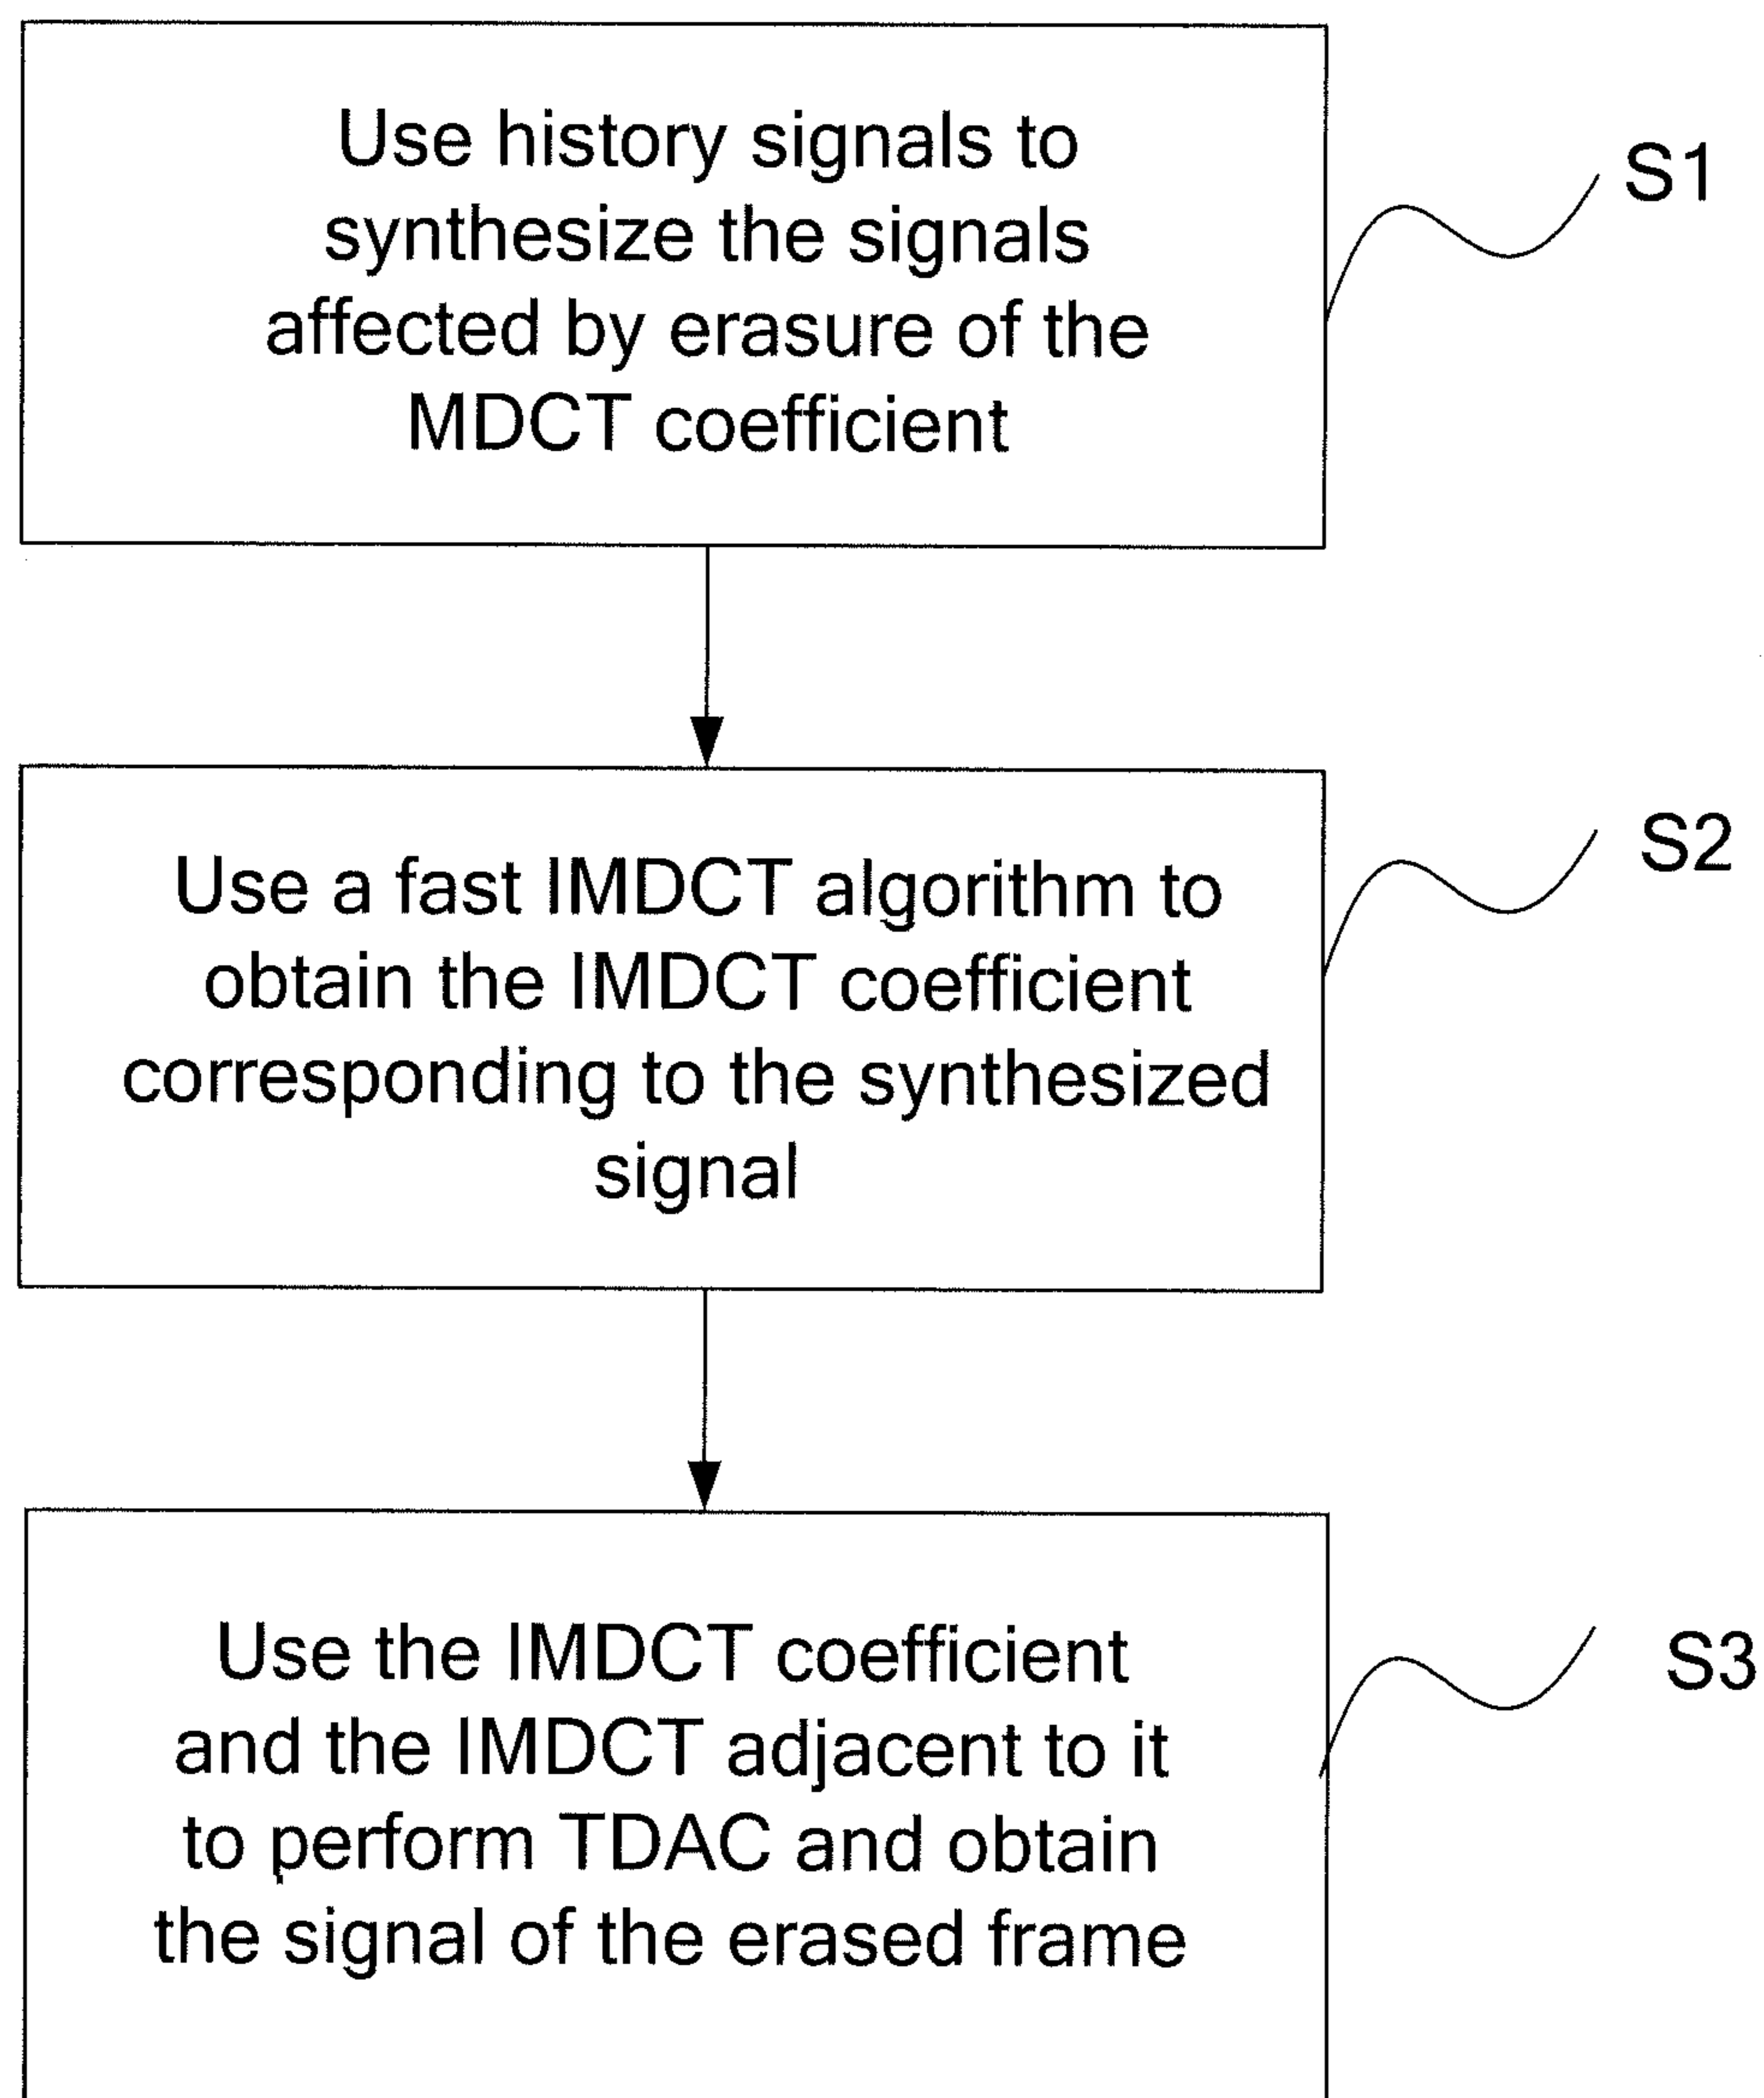 Use history signals to
synthesize the signals
affected by erasure of the
MDCT coefficient
S1
Use a fast IMDCT algorithm to
obtain the IMDCT coefficient
corresponding to the synthesized
signal
S2
Use the IMDCT coefficient
and the IMDCT adjacent to it
to perform TDAC and obtain
the signal of the erased frame
S3